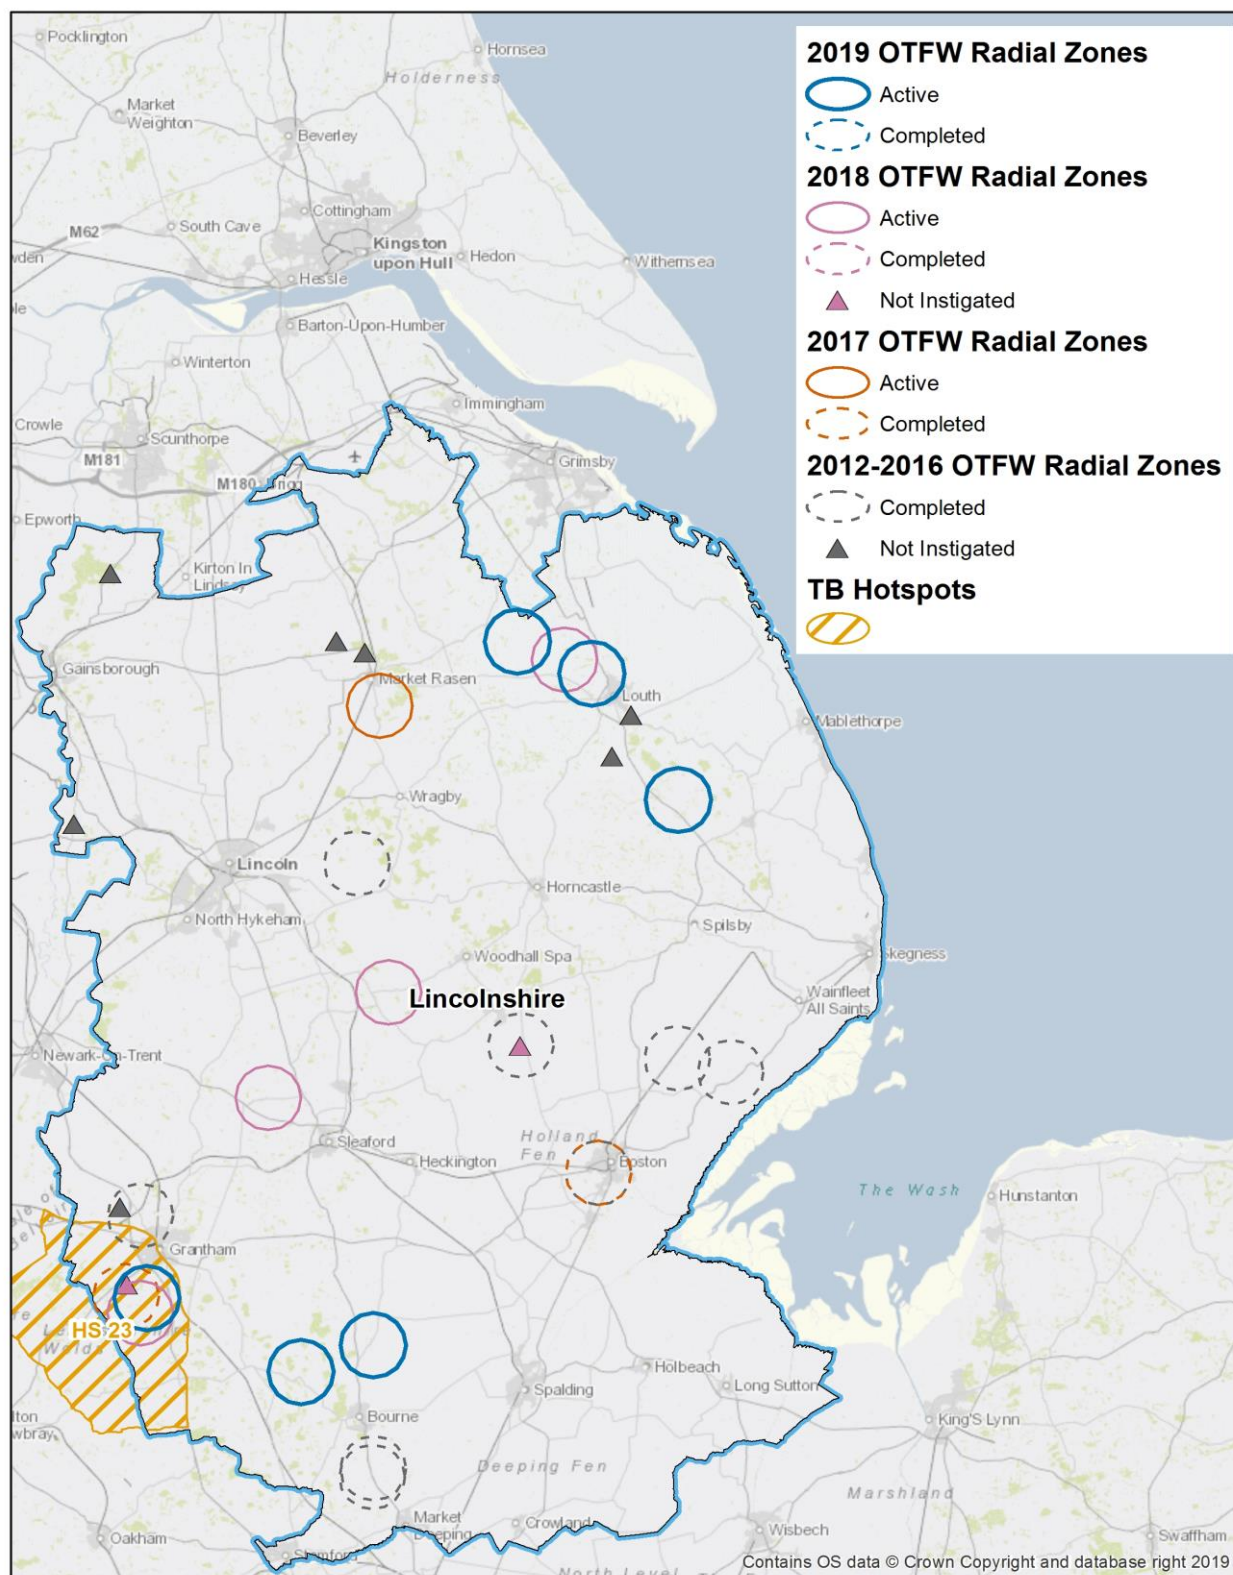 Pocklington
Hornsea
Holderness
Market
Weighton
Beverley
2019 OTFW Radial Zones
Active
Completed
2018 OTFW Radial Zones
Active
Completed
Not Instigated
2017 OTFW Radial Zones
Active
Completed
2012-2016 OTFW Radial Zones
Completed
Not Instigated
TB Hotspots
Cottingham
South Cave
M62
Kingston
upon Hull
Hedon
Withernsea
Hessle
Barton-Upon-Humber
Winterton
Immingham
Crowle
Scunthorpe
M181
Grimsby
M180
Epworth
Kirton In
Lindsey
Gainsborough
Market Rasen
Louth
Mablethorpe
Wragby
Lincoln
Horncastle
North Hykeham
Spilsby
Woodhall Spa
Skegness
Lincolnshire
Wainfleet
All Saints
Newark-On-Trent
Sleaford
Holland
Fen
Heckington
Boston
The Wash
Hunstanton
Grantham
HS 23
Wolds
Holbeach
Long Sutton
Spalding
Bourne
King'S Lynn
Deeping Fen
Marshland
Oakham
Market
Deeping
Crowland
Wisbech
Swaffham
Stamford
North Level
Contains OS data © Crown Copyright and database right 2019